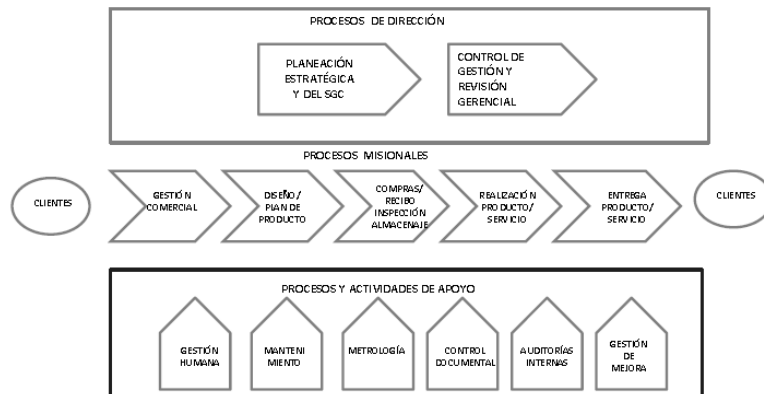 PROCESOS DE DIRECCIÓN
PLANEACIÓN
ESTRATÉGICA
Y DEL SGC
CONTROL DE
GESTIÓN Y
REVISIÓN
GERENCIAL
PROCESOS MISIONALES
CLIENTES
GESTIÓN
COMERCIAL
DISEÑO/
PLAN DE
PRODUCTO
COMPRAS/
RECIBO
INSPECCIÓN
ALMACENAJE
REALIZACIÓN
PRODUCTO/
SERVICIO
ENTREGA
PRODUCTO/
SERVICIO
CLIENTES
PROCESOS Y ACTIVIDADES DE APOYO
GESTIÓN
HUMANA
MANTENI
MIENTO
METROLOGÍA
CONTROL
DOCUMENTAL
AUDITORÍAS
INTERNAS
GESTIÓN
DE
MEJORA